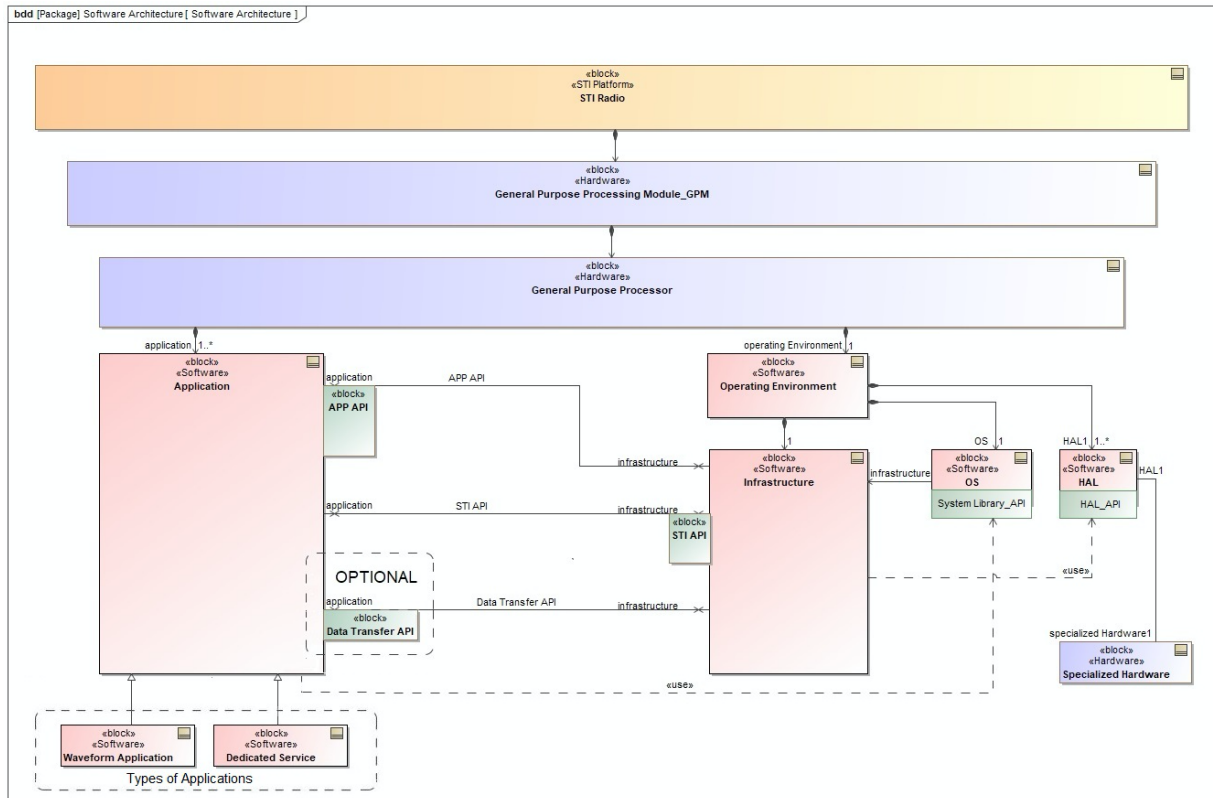 bdd [Package] Software Architecture [ Software Architecture ]
«block»
«STI Platform»
STI Radio
«block»
«Hardware»
General Purpose Processing Module_GPM
«block»
«Hardware»
General Purpose Processor
application 1..*
operating Environment 1
«block»
«Software»
Application
«block»
«Software»
Operating Environment
application
APP API
«block»
APP API
1
OS 1
HAL1 1..*
infrastructure
«block»
«Software»
Infrastructure
infrastructure
«block»
«Software»
OS
System Library_API
«block»
«Software»
HAL
HAL_API
HAL1
application
STI API
infrastructure
«block»
STI API
OPTIONAL
«use»
application
Data Transfer API
infrastructure
«block»
Data Transfer API
specialized Hardware1
«block»
«Hardware»
Specialized Hardware
«use»
«block»
«Software»
Waveform Application
«block»
«Software»
Dedicated Service
Types of Applications